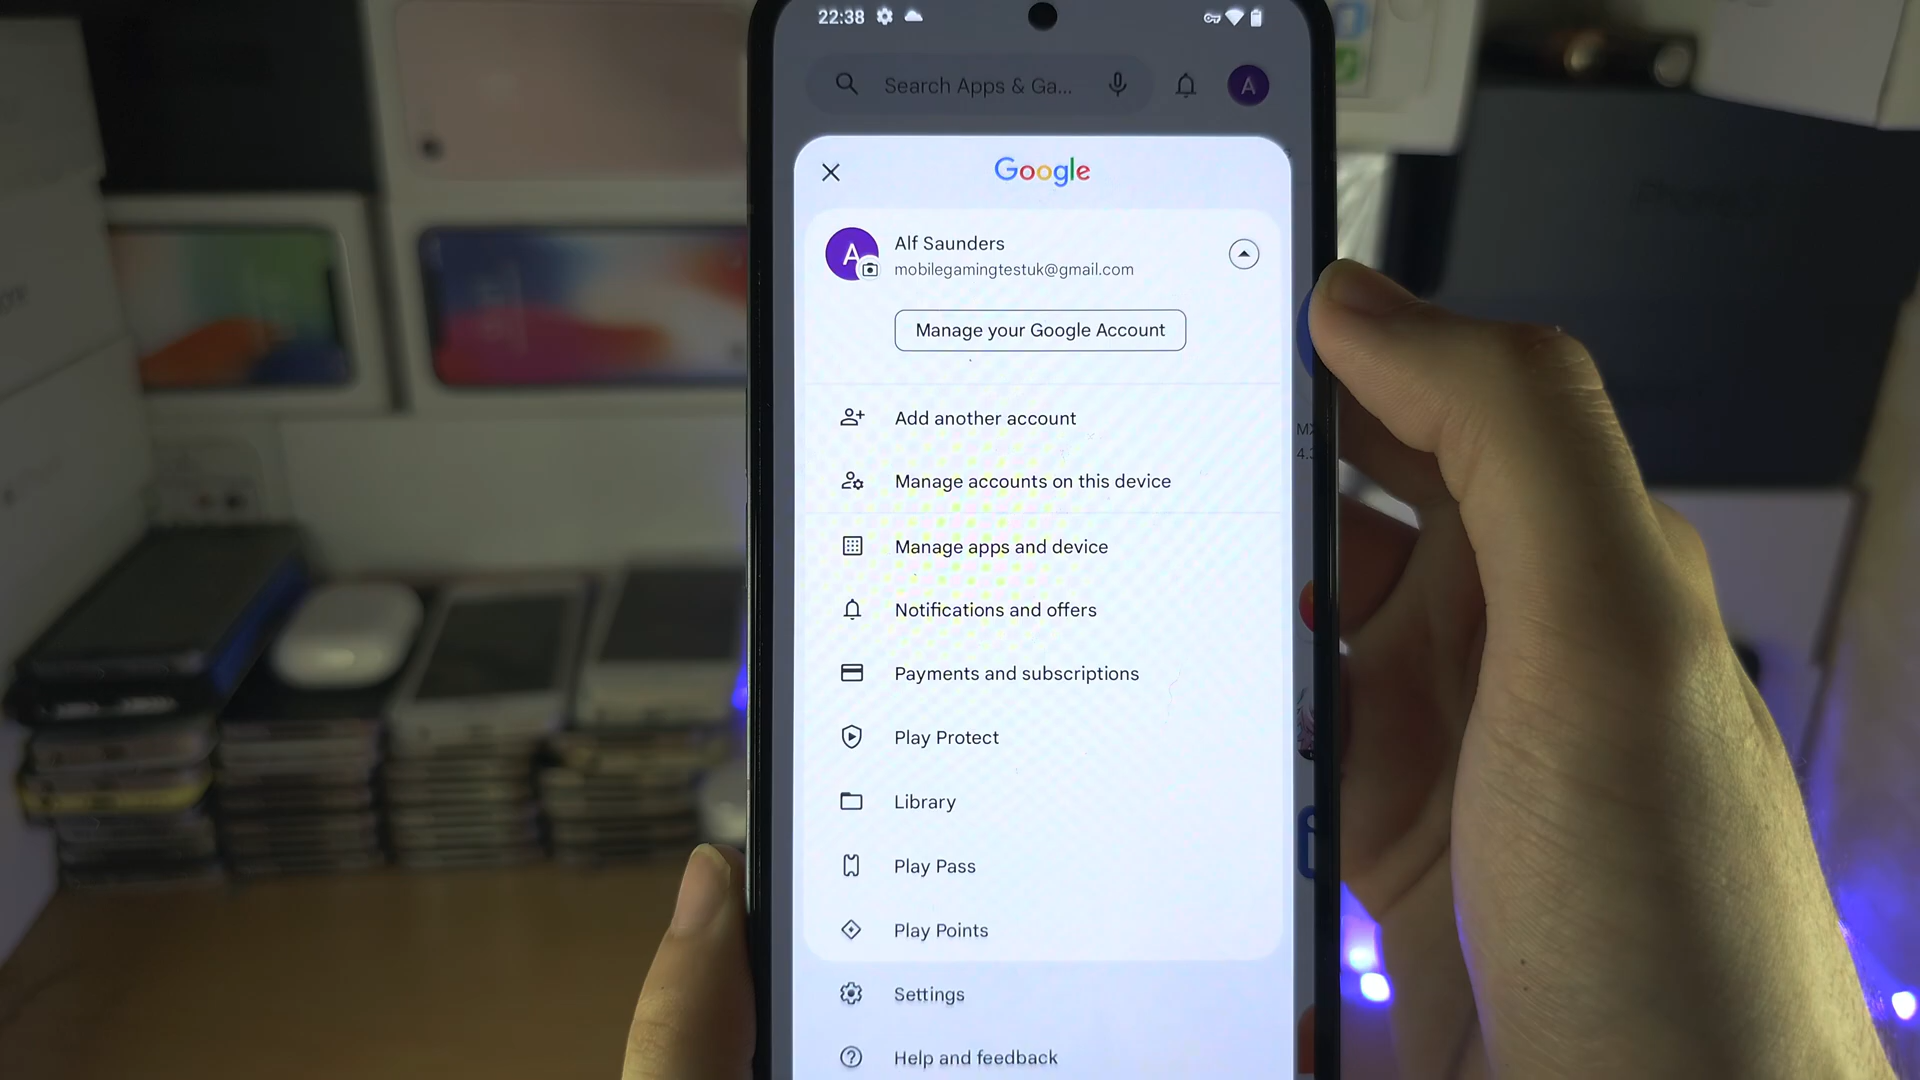 22:38
Search Apps & Ga...
A
Google
A
Alf Saunders
mobilegamingtestuk@gmail.com
Manage your Google Account
Add another account
Manage accounts on this device
Manage apps and device
Notifications and offers
Payments and subscriptions
Play Protect
Library
Play Pass
Play Points
Settings
Help and feedback